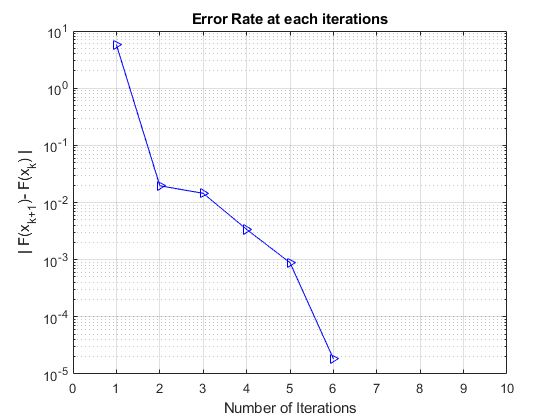 Error Rate at each iterations
10^1
10^0
10^-1
10^-2
10^-3
10^-4
10^-5
| F(x_{k+1})- F(x_k) |
0 1 2 3 4 5 6 7 8 9 10
Number of Iterations